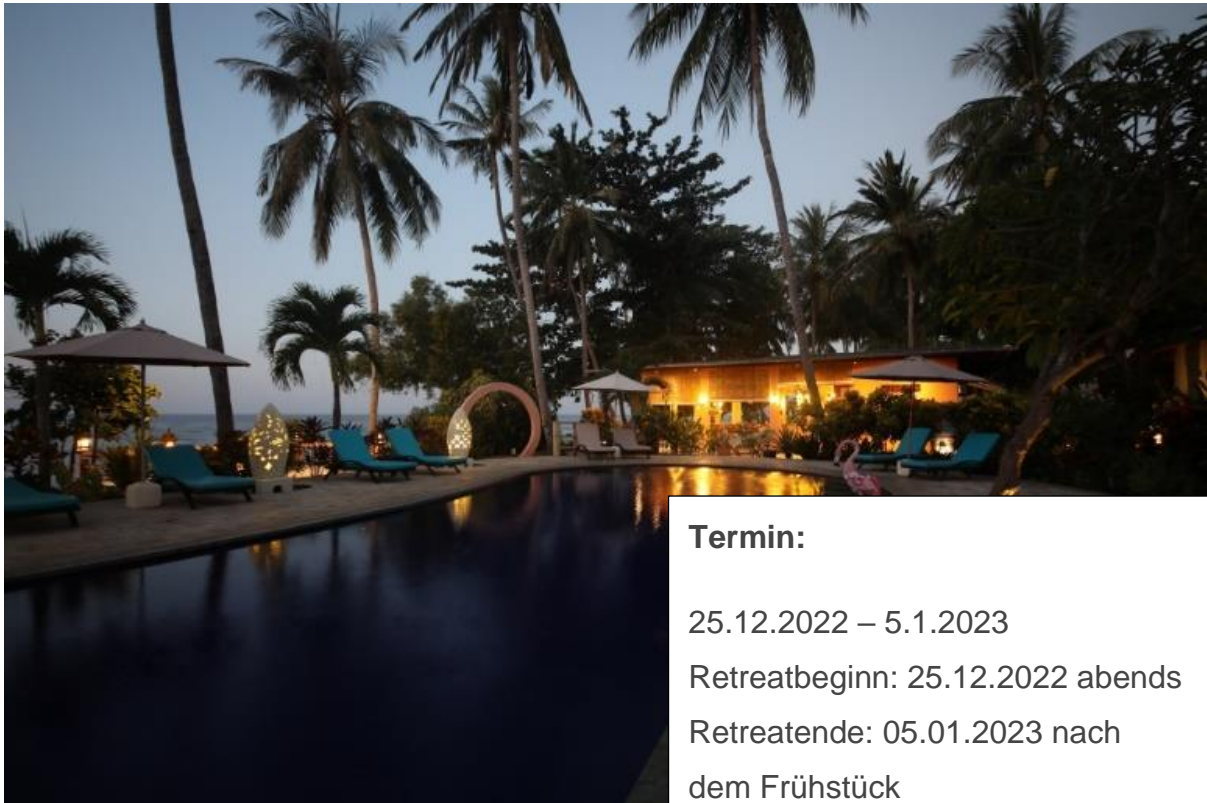 Termin:
25.12.2022 – 5.1.2023
Retreatbeginn: 25.12.2022 abends
Retreatende: 05.01.2023 nach
dem Frühstück